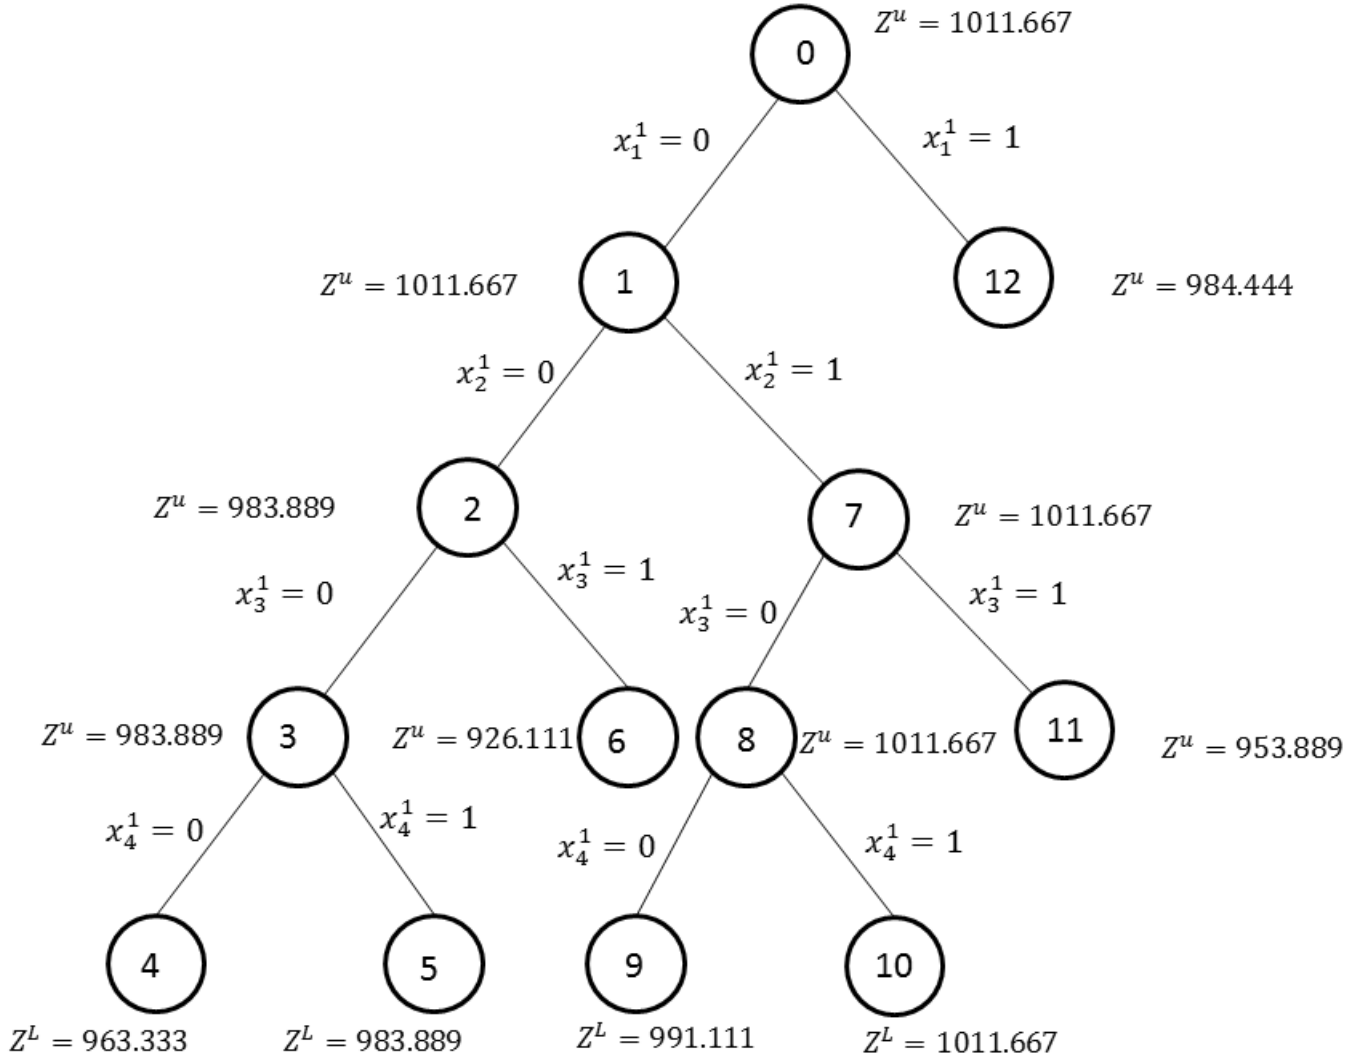 0
Z^u = 1011.667
x_1^1 = 0
x_1^1 = 1
Z^u = 1011.667
1
12
Z^u = 984.444
x_2^1 = 0
x_2^1 = 1
Z^u = 983.889
2
7
Z^u = 1011.667
x_3^1 = 0
x_3^1 = 1
x_3^1 = 0
x_3^1 = 1
Z^u = 983.889
3
Z^u = 926.111
6
8
Z^u = 1011.667
11
Z^u = 953.889
x_4^1 = 0
x_4^1 = 1
x_4^1 = 0
x_4^1 = 1
4
5
9
10
Z^L = 963.333
Z^L = 983.889
Z^L = 991.111
Z^L = 1011.667